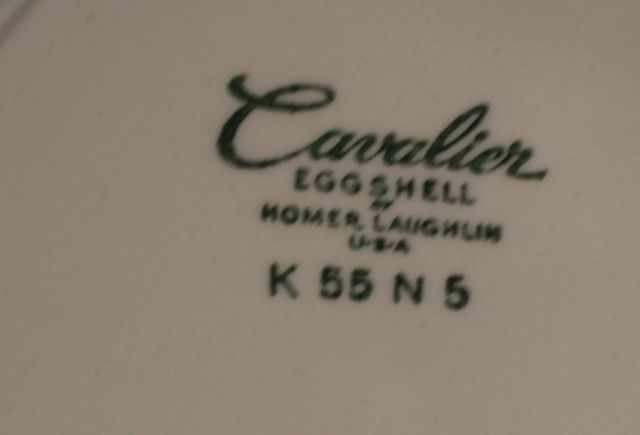 Cavalier
EGGSHELL
BY
HOMER LAUGHLIN
U·S·A
K 55 N 5